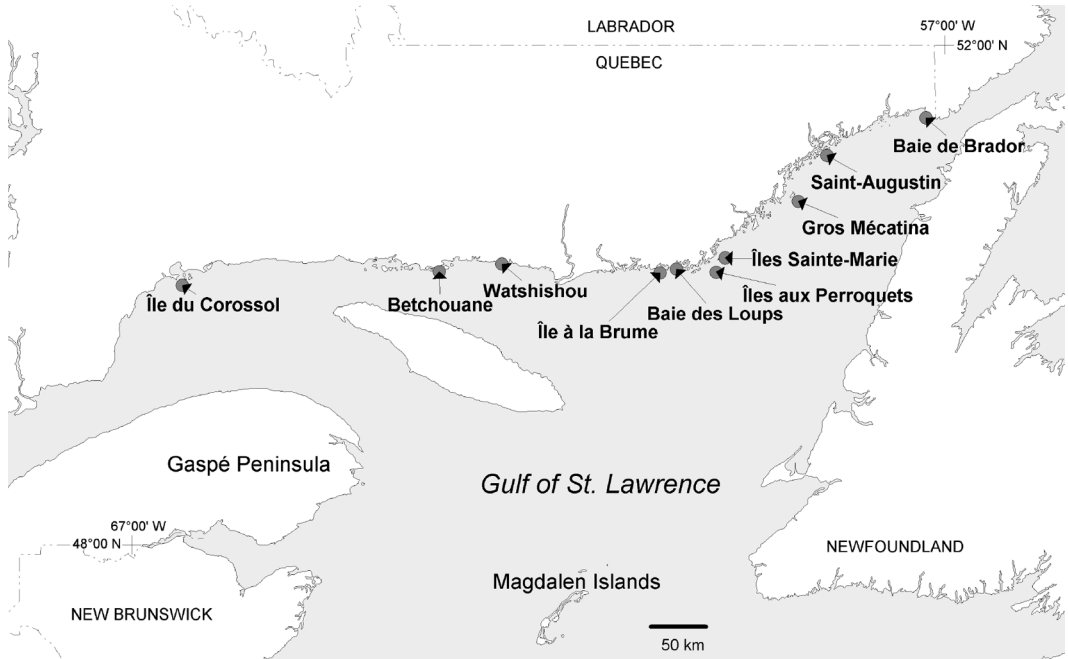 LABRADOR
57°00' W
52°00' N
QUEBEC
Baie de Brador
Saint-Augustin
Gros Mécatina
Îles Sainte-Marie
Îles aux Perroquets
Baie des Loups
Île à la Brume
Watshishou
Betchouane
Île du Corossol
Gaspé Peninsula
Gulf of St. Lawrence
67°00' W
48°00' N
NEWFOUNDLAND
Magdalen Islands
NEW BRUNSWICK
50 km